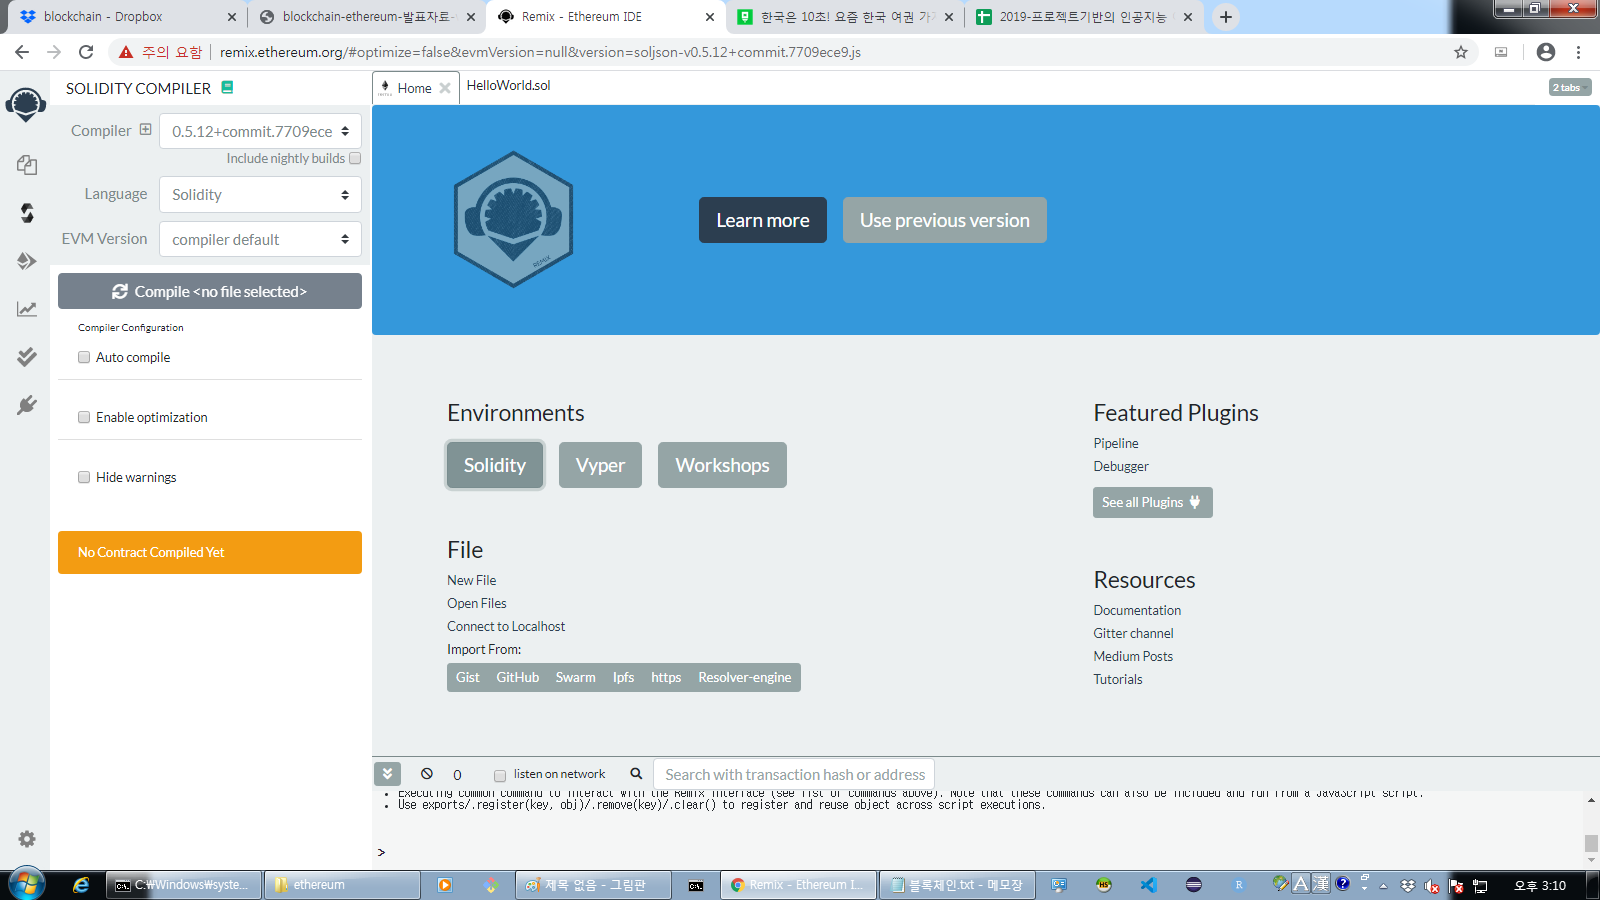 blockchain - Dropbox
blockchain-ethereum-발표자료-
Remix - Ethereum IDE
한국은 10초! 요즘 한국 여권
2019-프로젝트기반의 인공지능
주의 요함
remix.ethereum.org/#optimize=false&evmVersion=null&version=soljson-v0.5.12+commit.7709ece9.js
SOLIDITY COMPILER
Home
HelloWorld.sol
2 tabs
Compiler
0.5.12+commit.7709ece
Include nightly builds
Language
Solidity
EVM Version
compiler default
Compile <no file selected>
Compiler Configuration
Auto compile
Enable optimization
Hide warnings
No Contract Compiled Yet
REMIX
Learn more
Use previous version
Environments
Solidity
Vyper
Workshops
File
New File
Open Files
Connect to Localhost
Import From:
Gist
GitHub
Swarm
Ipfs
https
Resolver-engine
Featured Plugins
Pipeline
Debugger
See all Plugins
Resources
Documentation
Gitter channel
Medium Posts
Tutorials
0
listen on network
Search with transaction hash or address
Executing common command to interact with the Remix interface (see list of commands above). Note that these commands can also be included and run from a JavaScript script.
Use exports/.register(key, obj)/.remove(key)/.clear() to register and reuse object across script executions.
>
C:₩Windows₩syste...
ethereum
제목 없음 - 그림판
Remix - Ethereum I...
블록체인.txt - 메모장
A
漢
오후 3:10